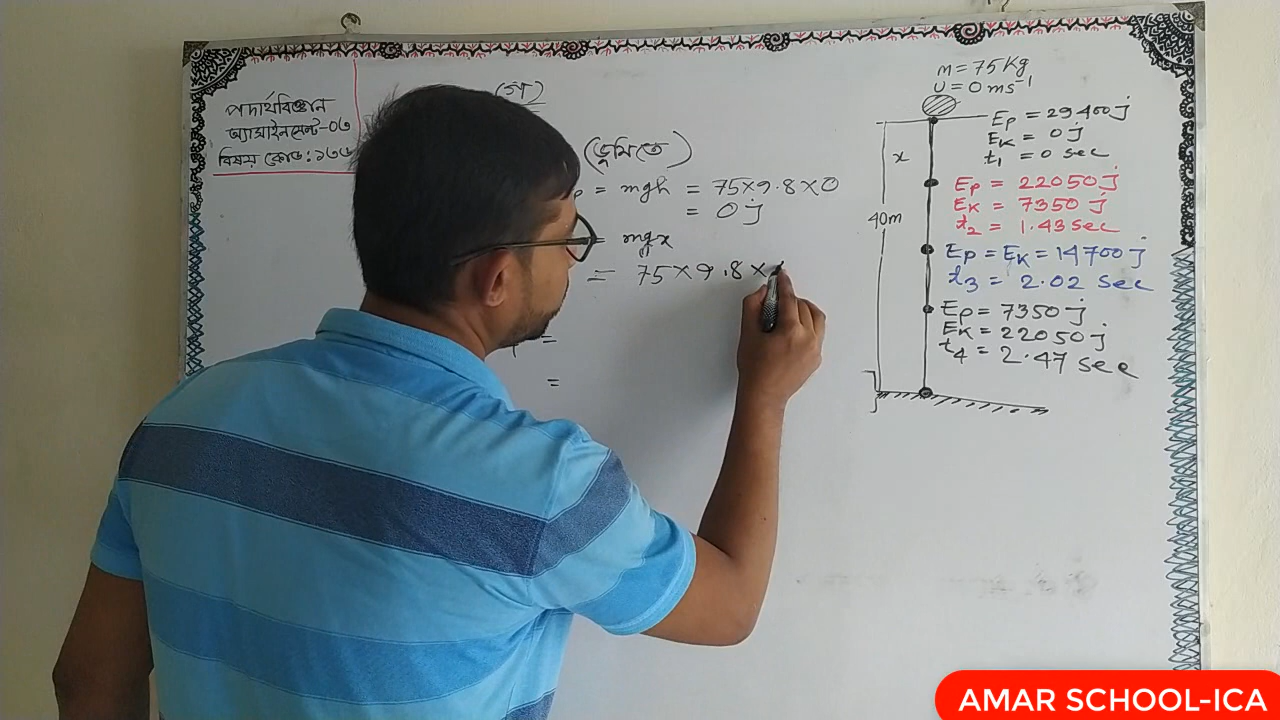 পদার্থবিজ্ঞান
অ্যাসাইনমেন্ট-০৩
বিষয় কোড: ১৩৬
(গ)
(ভূমিতে)
p = mgh = 75×9.8×0
= 0 j
= mgx
= 75×9.8×
=
=
m = 75 Kg
U = 0 ms⁻¹
x
40m
Ep = 29400 j
EK = 0 j
t₁ = 0 sec
Ep = 22050 j
EK = 7350 j
t₂ = 1.43 sec
Ep = EK = 14700 j
t₃ = 2.02 sec
Ep = 7350 j
EK = 22050 j
t₄ = 2.47 sec
AMAR SCHOOL-ICA